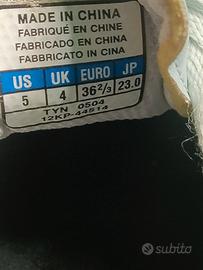 MADE IN CHINA
FABRIQUÉ EN CHINE
FABRICADO EN CHINA
FABBRICATO IN CINA
US UK EURO JP
5 4 36 2/3 23.0
TYN 0504
12KP-44514
subito